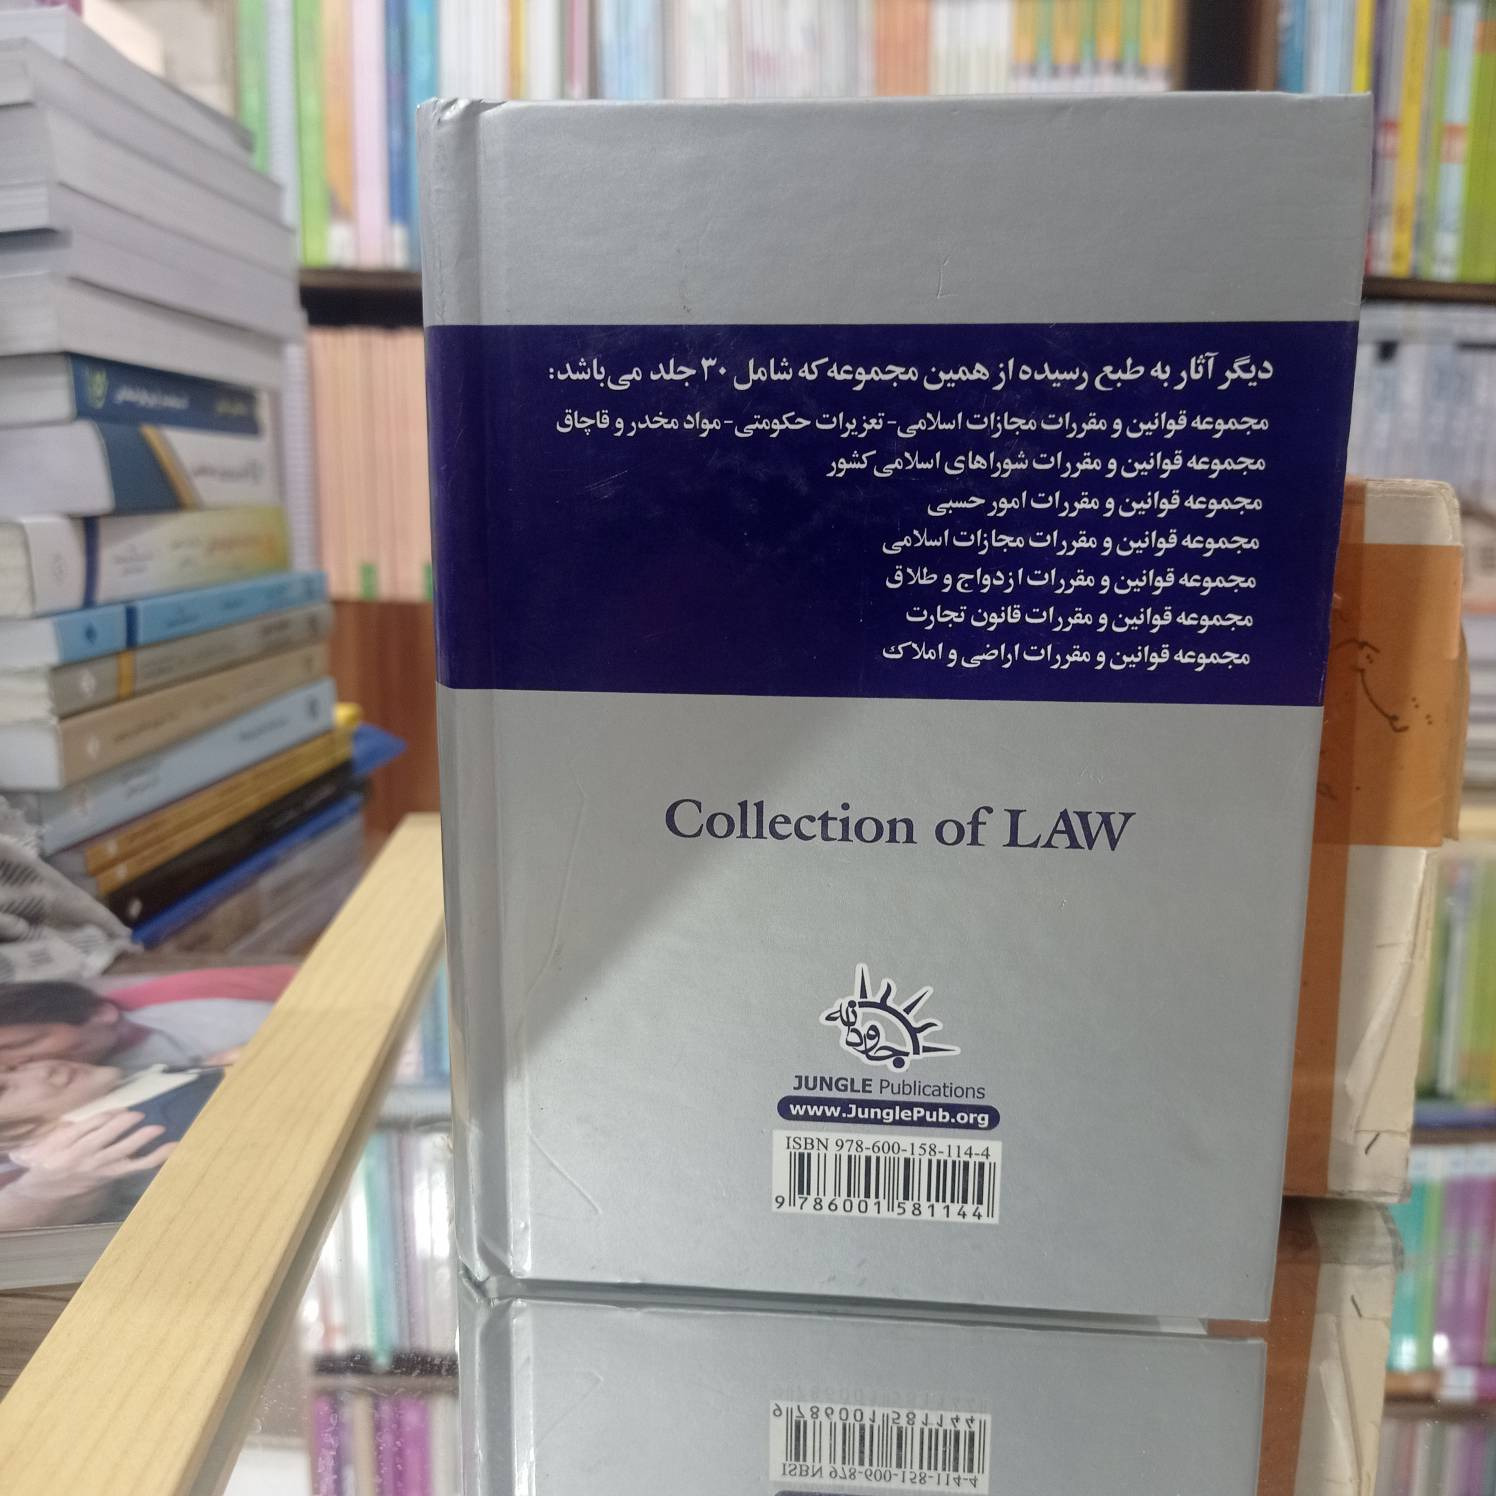 دیگر آثار به طبع رسیده از همین مجموعه که شامل ۳۰ جلد می‌باشد:
مجموعه قوانین و مقررات مجازات اسلامی-تعزیرات حکومتی-مواد مخدر و قاچاق
مجموعه قوانین و مقررات شوراهای اسلامی کشور
مجموعه قوانین و مقررات امور حسبی
مجموعه قوانین و مقررات مجازات اسلامی
مجموعه قوانین و مقررات ازدواج و طلاق
مجموعه قوانین و مقررات قانون تجارت
مجموعه قوانین و مقررات اراضی و املاک
Collection of LAW
جاودانه
JUNGLE Publications
www.JunglePub.org
ISBN 978-600-158-114-4
9 786001 581144